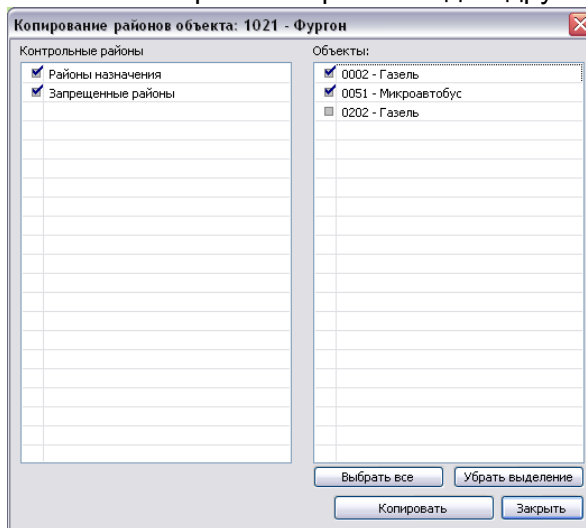 Копирование районов объекта: 1021 - Фургон
Контрольные районы
Районы назначения
Запрещенные районы
Объекты:
0002 - Газель
0051 - Микроавтобус
0202 - Газель
Выбрать все
Убрать выделение
Копировать
Закрыть